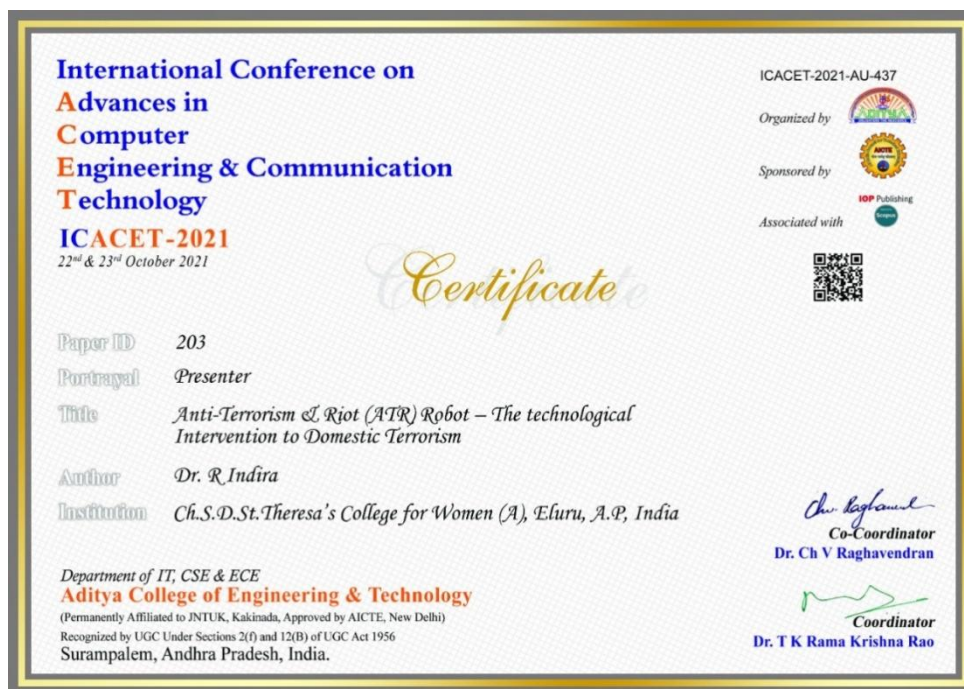 International Conference on
Advances in
Computer
Engineering & Communication
Technology
ICACET-2021
22nd & 23rd October 2021
ICACET-2021-AU-437
Organized by
ADITYA
Sponsored by
AICTE
IOP Publishing
Associated with
Scopus
Certificate
Paper ID 203
Portrayal Presenter
Title Anti-Terrorism & Riot (ATR) Robot – The technological
Intervention to Domestic Terrorism
Author Dr. R Indira
Institution Ch.S.D.St.Theresa's College for Women (A), Eluru, A.P, India
Co-Coordinator
Dr. Ch V Raghavendran
Department of IT, CSE & ECE
Aditya College of Engineering & Technology
(Permanently Affiliated to JNTUK, Kakinada, Approved by AICTE, New Delhi)
Recognized by UGC Under Sections 2(f) and 12(B) of UGC Act 1956
Surampalem, Andhra Pradesh, India.
Coordinator
Dr. T K Rama Krishna Rao